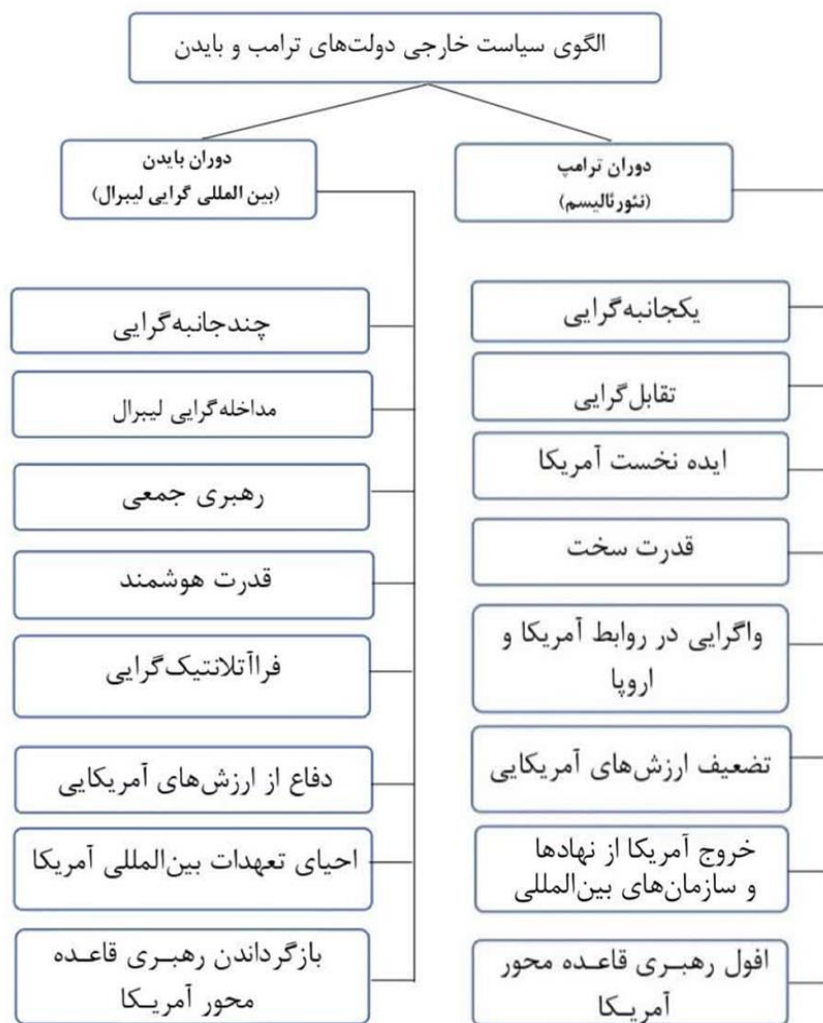 الگوی سیاست خارجی دولت‌های ترامب و بایدن
دوران ترامپ
(نئورئالیسم)
یکجانبه‌گرایی
تقابل‌گرایی
ایده نخست آمریکا
قدرت سخت
واگرایی در روابط آمریکا و
اروپا
تضعیف ارزش‌های آمریکایی
خروج آمریکا از نهادها
و سازمان‌های بین‌المللی
افول رهبری قاعده محور
آمریکا
دوران بایدن
(بین المللی گرایی لیبرال)
چندجانبه‌گرایی
مداخله‌گرایی لیبرال
رهبری جمعی
قدرت هوشمند
فراآتلانتیک‌گرایی
دفاع از ارزش‌های آمریکایی
احیای تعهدات بین‌المللی آمریکا
بازگرداندن رهبری قاعده
محور آمریکا